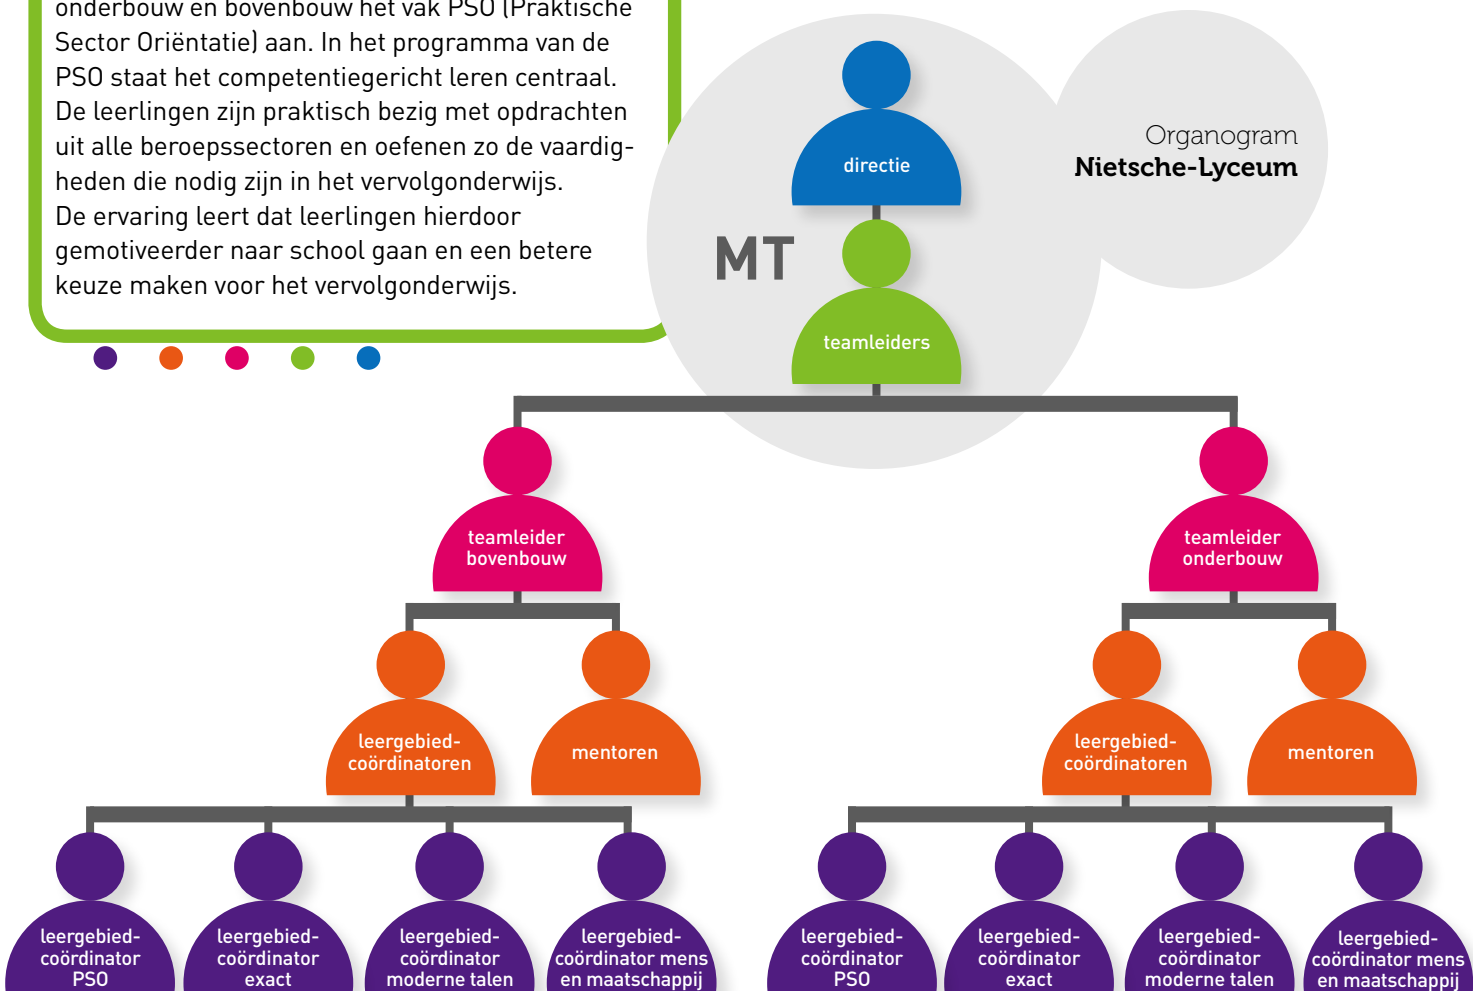 onderbouw en bovenbouw het vak PSO (Praktische
Sector Oriëntatie) aan. In het programma van de
PSO staat het competentiegericht leren centraal.
De leerlingen zijn praktisch bezig met opdrachten
uit alle beroepssectoren en oefenen zo de vaardig-
heden die nodig zijn in het vervolgonderwijs.
De ervaring leert dat leerlingen hierdoor
gemotiveerder naar school gaan en een betere
keuze maken voor het vervolgonderwijs.
Organogram
Nietsche-Lyceum
MT
directie
teamleiders
teamleider
bovenbouw
teamleider
onderbouw
leergebied-
coördinatoren
mentoren
leergebied-
coördinatoren
mentoren
leergebied-
coördinator
PSO
leergebied-
coördinator
exact
leergebied-
coördinator
moderne talen
leergebied-
coördinator mens
en maatschappij
leergebied-
coördinator
PSO
leergebied-
coördinator
exact
leergebied-
coördinator
moderne talen
leergebied-
coördinator mens
en maatschappij